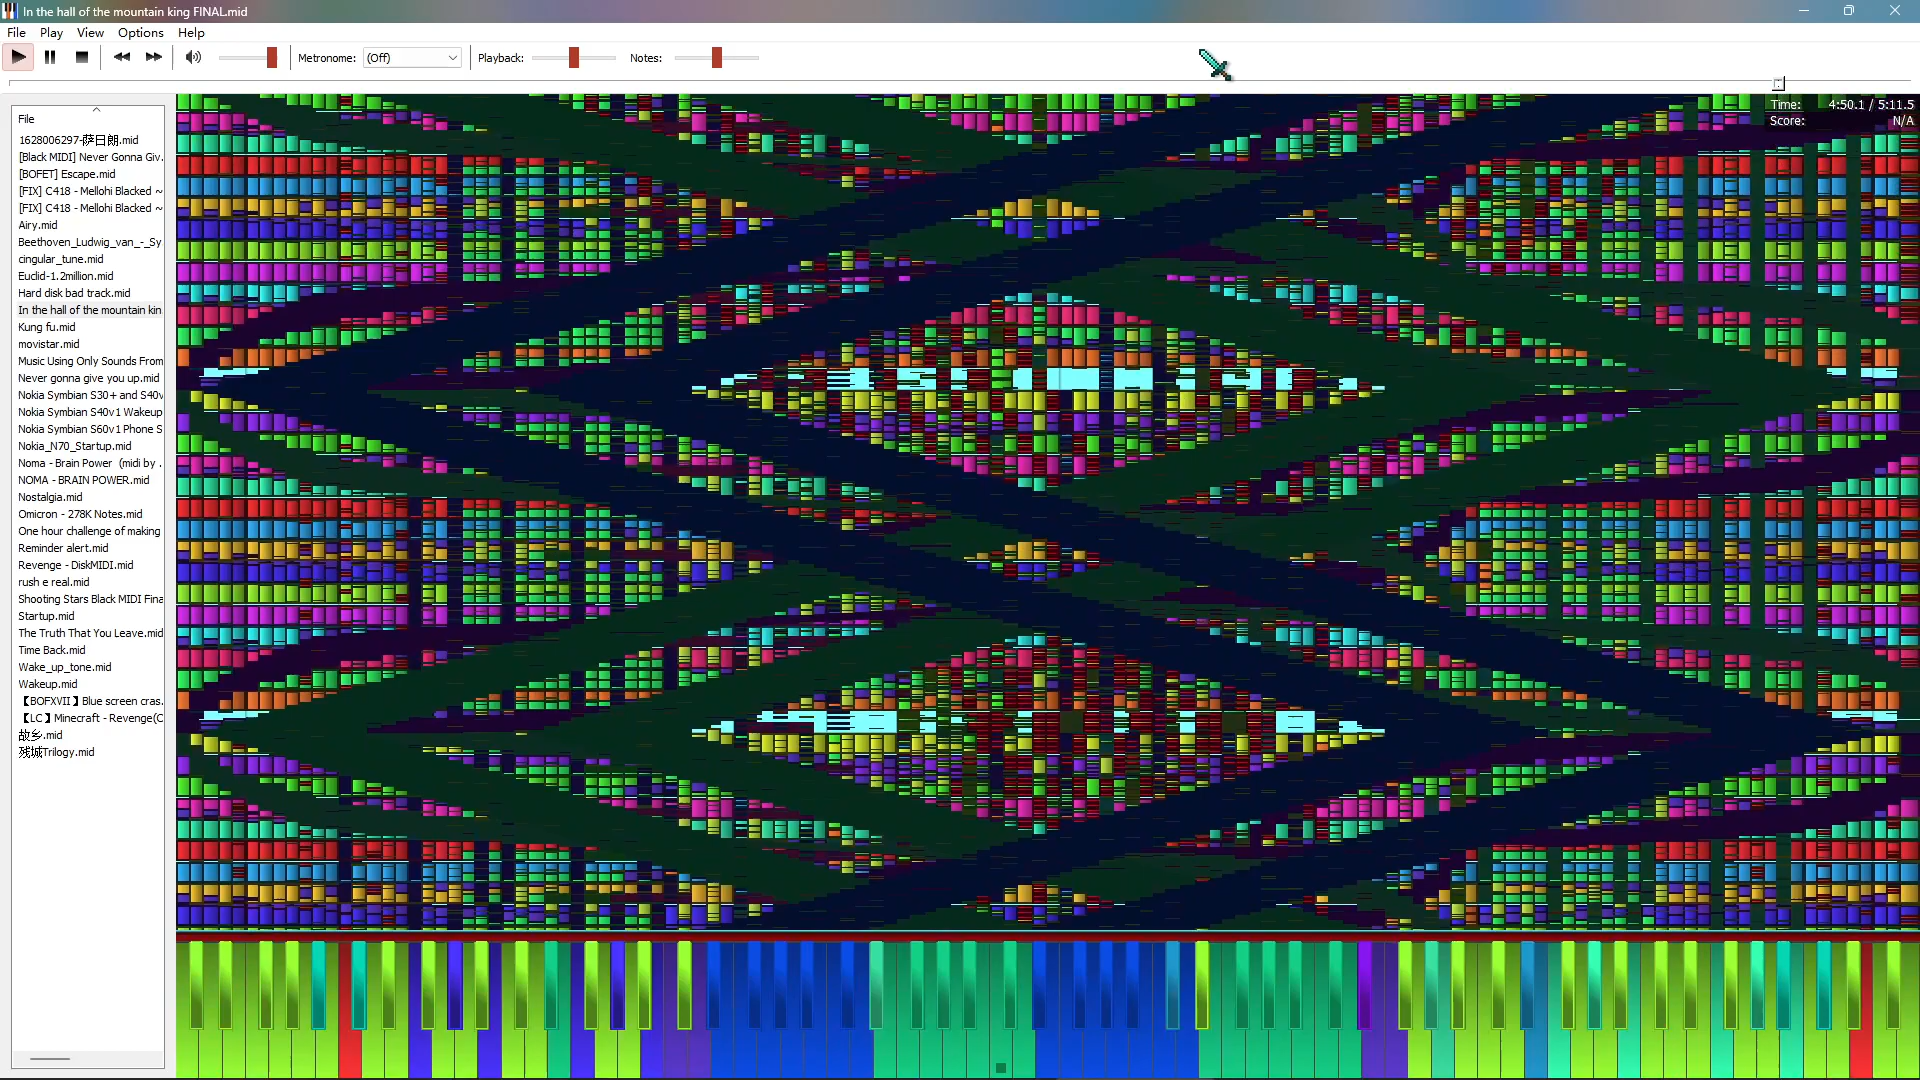 In the hall of the mountain king FINAL.mid
File Play View Options Help
Metronome: (Off) Playback: Notes:
Time: 4:50.1 / 5:11.5
Score: N/A
File
1628006297-萨日朗.mid
[Black MIDI] Never Gonna Giv.
[BOFET] Escape.mid
[FIX] C418 - Mellohi Blacked ~
[FIX] C418 - Mellohi Blacked ~
Airy.mid
Beethoven_Ludwig_van_-_Sy
cingular_tune.mid
Euclid-1.2million.mid
Hard disk bad track.mid
In the hall of the mountain kin
Kung fu.mid
movistar.mid
Music Using Only Sounds From
Never gonna give you up.mid
Nokia Symbian S30+ and S40v
Nokia Symbian S40v1 Wakeup
Nokia Symbian S60v1 Phone S
Nokia_N70_Startup.mid
Noma - Brain Power (midi by .
NOMA - BRAIN POWER.mid
Nostalgia.mid
Omicron - 278K Notes.mid
One hour challenge of making
Reminder alert.mid
Revenge - DiskMIDI.mid
rush e real.mid
Shooting Stars Black MIDI Fina
Startup.mid
The Truth That You Leave.mid
Time Back.mid
Wake_up_tone.mid
Wakeup.mid
【BOFXVII】Blue screen cras.
【LC】Minecraft - Revenge(C
故乡.mid
残城Trilogy.mid